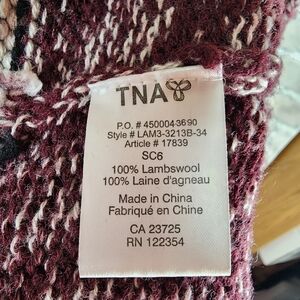 TNA
P.O. # 4500043690
Style # LAM3-3213B-34
Article # 17839
SC6
100% Lambswool
100% Laine d'agneau
Made in China
Fabriqué en Chine
CA 23725
RN 122354